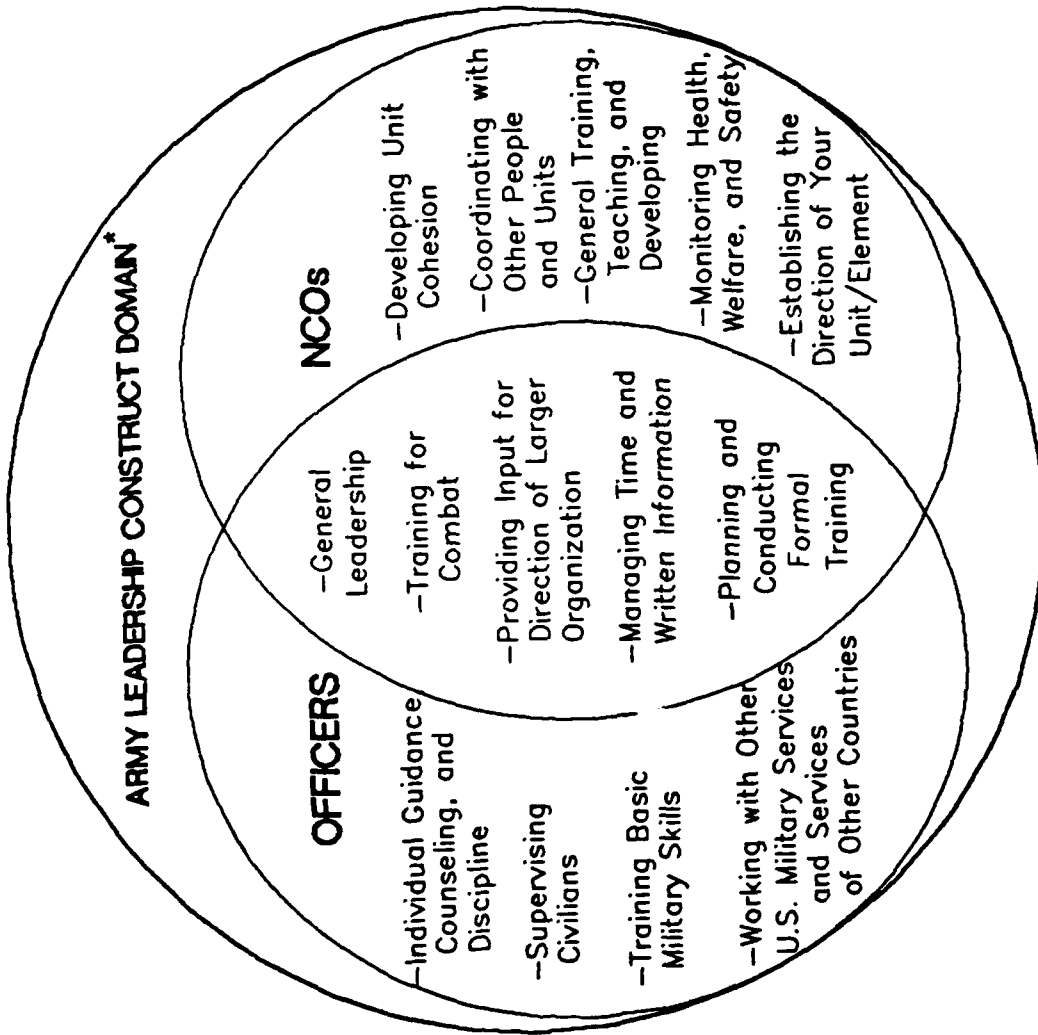 ARMY LEADERSHIP CONSTRUCT DOMAIN*
OFFICERS
-Individual Guidance
Counseling, and
Discipline
-Supervising
Civilians
-Training Basic
Military Skills
-Working with Other
U.S. Military Services
and Services
of Other Countries
-General
Leadership
-Training for
Combat
-Providing Input for
Direction of Larger
Organization
-Managing Time and
Written Information
-Planning and
Conducting
Formal
Training
NCOs
-Developing Unit
Cohesion
-Coordinating with
Other People
and Units
-General Training,
Teaching, and
Developing
-Monitoring Health,
Welfare, and Safety
-Establishing the
Direction of Your
Unit/Element